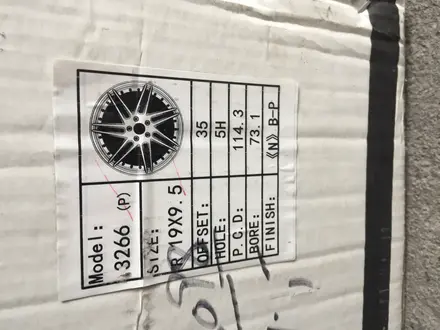 Model:
3266 (P)
SIZE:
R 19X9.5
OFFSET: 35
HOLE: 5H
P.C.D: 114.3
BORE: 73.1
FINISH: 《N》B-P